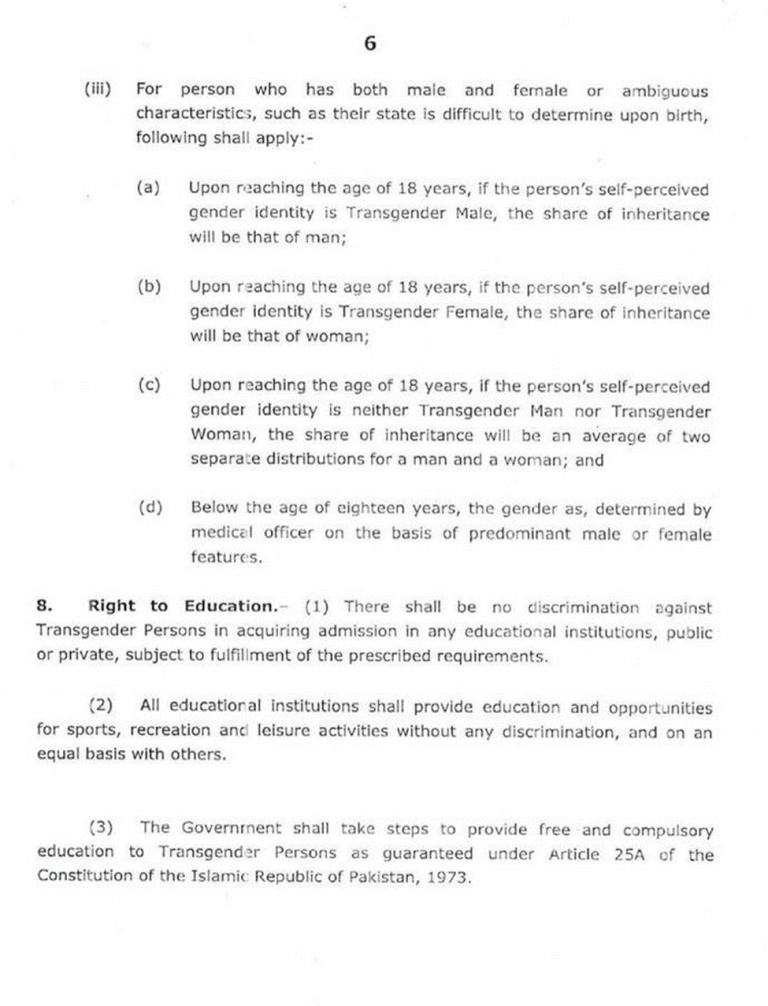 6
(iii) For person who has both male and female or ambiguous
characteristics, such as their state is difficult to determine upon birth,
following shall apply:-
(a) Upon reaching the age of 18 years, if the person's self-perceived
gender identity is Transgender Male, the share of inheritance
will be that of man;
(b) Upon reaching the age of 18 years, if the person's self-perceived
gender identity is Transgender Female, the share of inheritance
will be that of woman;
(c) Upon reaching the age of 18 years, if the person's self-perceived
gender identity is neither Transgender Man nor Transgender
Woman, the share of inheritance will be an average of two
separate distributions for a man and a woman; and
(d) Below the age of eighteen years, the gender as, determined by
medical officer on the basis of predominant male or female
features.
8. Right to Education.- (1) There shall be no discrimination against
Transgender Persons in acquiring admission in any educational institutions, public
or private, subject to fulfillment of the prescribed requirements.
(2) All educational institutions shall provide education and opportunities
for sports, recreation and leisure activities without any discrimination, and on an
equal basis with others.
(3) The Government shall take steps to provide free and compulsory
education to Transgender Persons as guaranteed under Article 25A of the
Constitution of the Islamic Republic of Pakistan, 1973.